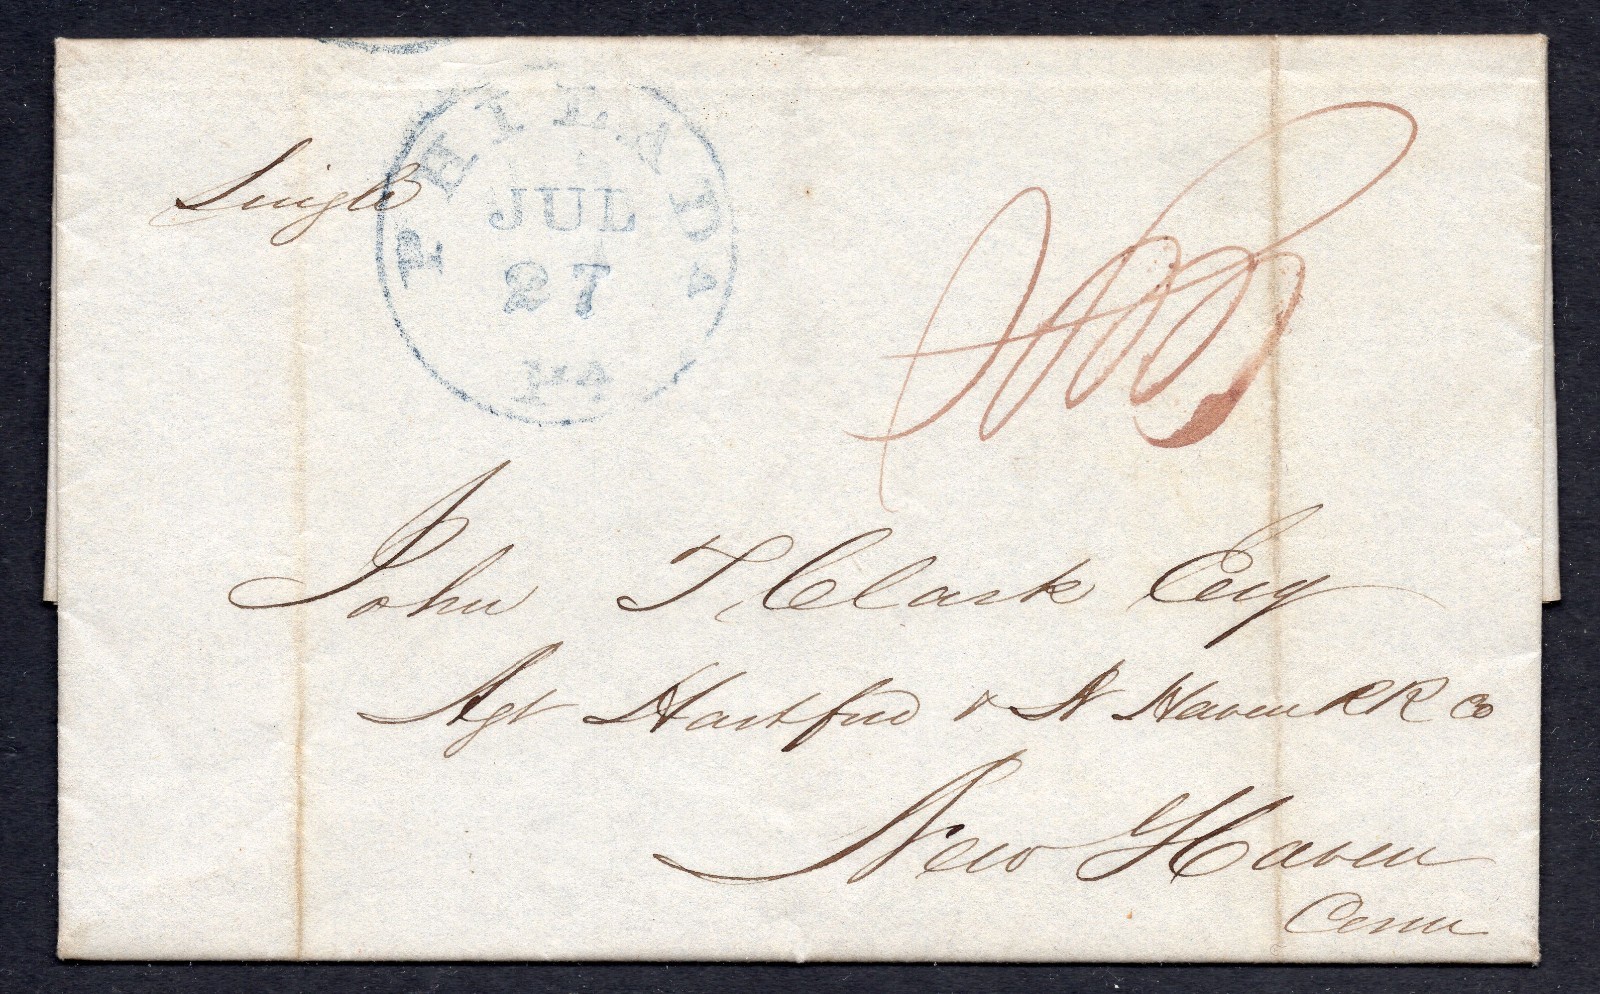 Single
PHILADA
JUL
27
Pa
John T Clark Esq
Agt Hartford & N Haven RR Co
New Haven
Conn